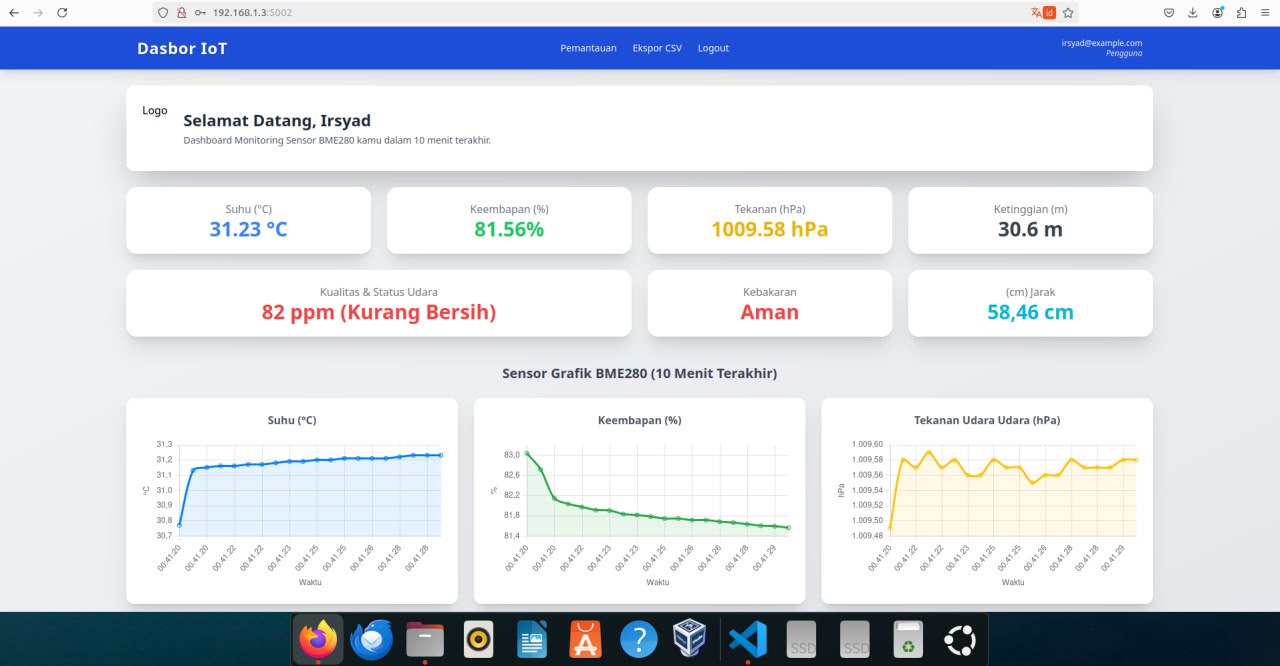 192.168.1.3:5002
id
Dasbor IoT
Pemantauan
Ekspor CSV
Logout
irsyad@example.com
Pengguna
Logo
Selamat Datang, Irsyad
Dashboard Monitoring Sensor BME280 kamu dalam 10 menit terakhir.
Suhu (°C)
31.23 °C
Keembapan (%)
81.56%
Tekanan (hPa)
1009.58 hPa
Ketinggian (m)
30.6 m
Kualitas & Status Udara
82 ppm (Kurang Bersih)
Kebakaran
Aman
(cm) Jarak
58,46 cm
Sensor Grafik BME280 (10 Menit Terakhir)
Suhu (°C)
31,3
31,2
31,1
31,0
30,9
30,8
30,7
°C
00.41.20
00.41.20
00.41.22
00.41.22
00.41.23
00.41.25
00.41.25
00.41.26
00.41.28
00.41.28
Waktu
Keembapan (%)
83,0
82,6
82,2
81,8
81,4
%
00.41.20
00.41.20
00.41.22
00.41.23
00.41.25
00.41.25
00.41.26
00.41.28
00.41.28
00.41.29
Waktu
Tekanan Udara Udara (hPa)
1.009,60
1.009,58
1.009,56
1.009,54
1.009,52
1.009,50
1.009,48
hPa
00.41.20
00.41.22
00.41.22
00.41.23
00.41.25
00.41.25
00.41.26
00.41.28
00.41.28
00.41.29
Waktu
SSD
SSD